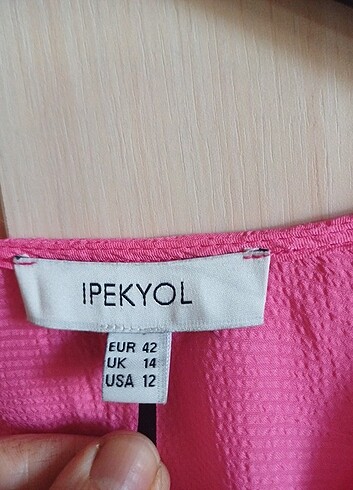 IPEKYOL
EUR 42
UK 14
USA 12